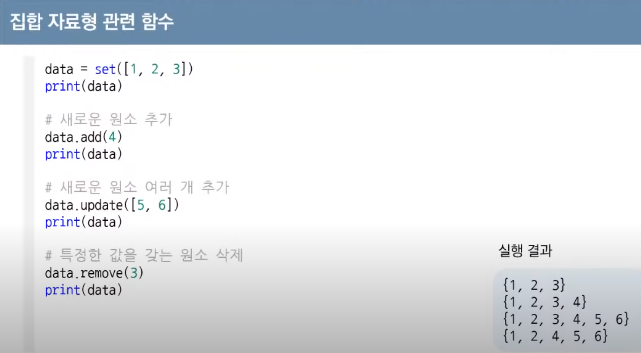 집합 자료형 관련 함수
data = set([1, 2, 3])
print(data)
# 새로운 원소 추가
data.add(4)
print(data)
# 새로운 원소 여러 개 추가
data.update([5, 6])
print(data)
# 특정한 값을 갖는 원소 삭제
data.remove(3)
print(data)
실행 결과
{1, 2, 3}
{1, 2, 3, 4}
{1, 2, 3, 4, 5, 6}
{1, 2, 4, 5, 6}